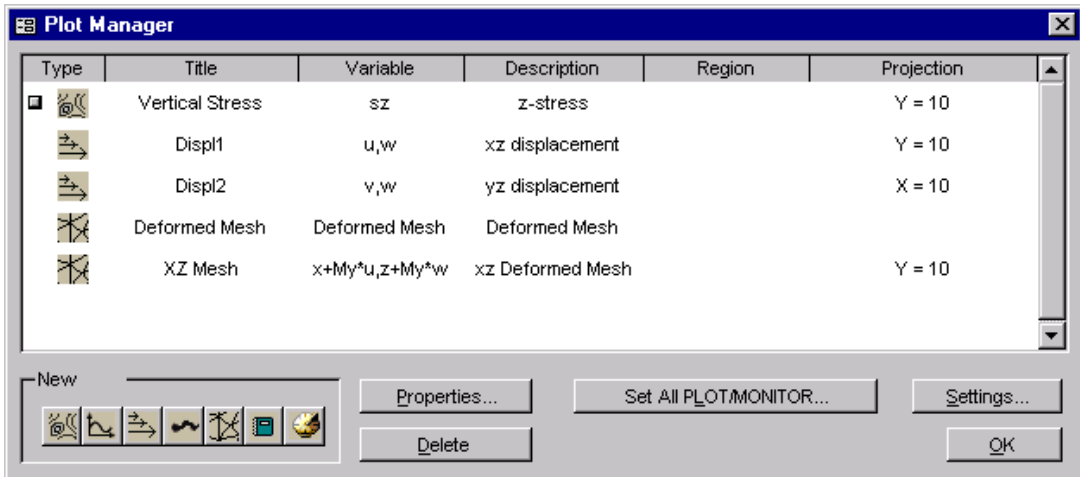 Plot Manager
Type Title Variable Description Region Projection
Vertical Stress sz z-stress Y = 10
Displ1 u,w xz displacement Y = 10
Displ2 v,w yz displacement X = 10
Deformed Mesh Deformed Mesh Deformed Mesh
XZ Mesh x+My*u,z+My*w xz Deformed Mesh Y = 10
New
Properties... Set All PLOT/MONITOR... Settings...
Delete OK